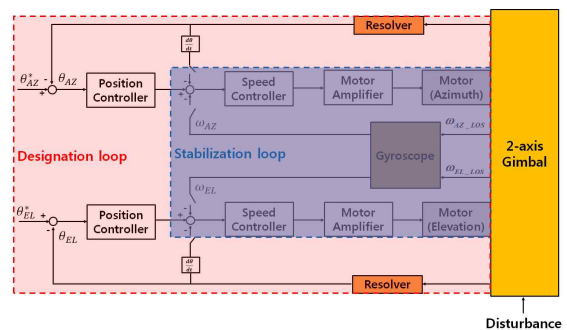 Resolver
dθ
dt
θ*AZ
-
+
θAZ
Position
Controller
-
+
-
Speed
Controller
Motor
Amplifier
Motor
(Azimuth)
ωAZ
ωAZ_LOS
Designation loop
Stabilization loop
Gyroscope
2-axis
Gimbal
ωEL_LOS
ωEL
θ*EL
+
-
θEL
Position
Controller
-
+
-
Speed
Controller
Motor
Amplifier
Motor
(Elevation)
dθ
dt
Resolver
Disturbance